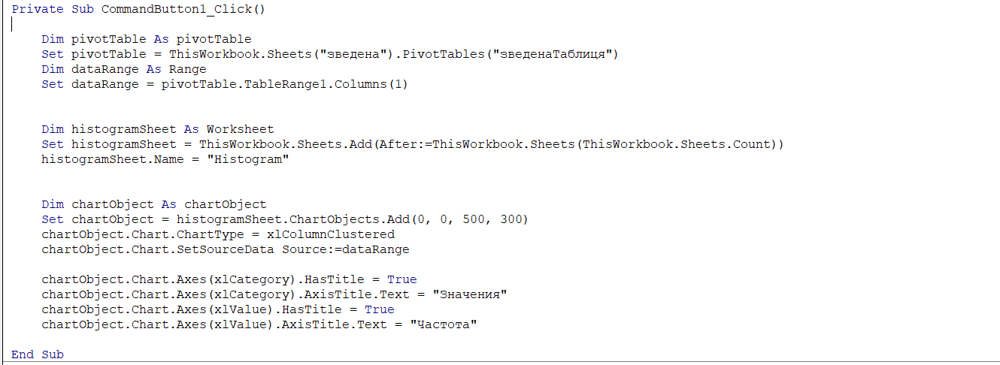 Private Sub CommandButton1_Click()
Dim pivotTable As pivotTable
Set pivotTable = ThisWorkbook.Sheets("зведена").PivotTables("зведенаТаблиця")
Dim dataRange As Range
Set dataRange = pivotTable.TableRange1.Columns(1)
Dim histogramSheet As Worksheet
Set histogramSheet = ThisWorkbook.Sheets.Add(After:=ThisWorkbook.Sheets(ThisWorkbook.Sheets.Count))
histogramSheet.Name = "Histogram"
Dim chartObject As chartObject
Set chartObject = histogramSheet.ChartObjects.Add(0, 0, 500, 300)
chartObject.Chart.ChartType = xlColumnClustered
chartObject.Chart.SetSourceData Source:=dataRange
chartObject.Chart.Axes(xlCategory).HasTitle = True
chartObject.Chart.Axes(xlCategory).AxisTitle.Text = "Значения"
chartObject.Chart.Axes(xlValue).HasTitle = True
chartObject.Chart.Axes(xlValue).AxisTitle.Text = "Частота"
End Sub